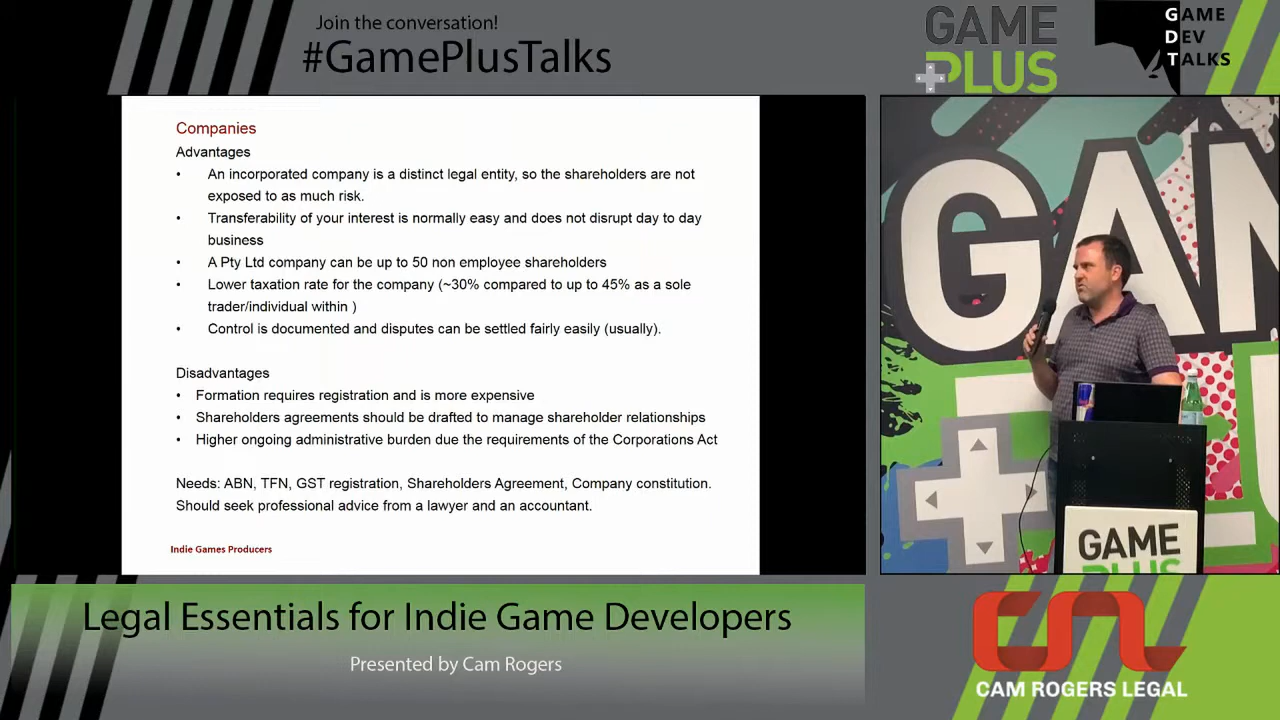 Join the conversation!
#GamePlusTalks
GAME
PLUS
GAME
DEV
TALKS
Companies
Advantages
• An incorporated company is a distinct legal entity, so the shareholders are not
exposed to as much risk.
• Transferability of your interest is normally easy and does not disrupt day to day
business
• A Pty Ltd company can be up to 50 non employee shareholders
• Lower taxation rate for the company (~30% compared to up to 45% as a sole
trader/individual within )
• Control is documented and disputes can be settled fairly easily (usually).
Disadvantages
• Formation requires registration and is more expensive
• Shareholders agreements should be drafted to manage shareholder relationships
• Higher ongoing administrative burden due the requirements of the Corporations Act
Needs: ABN, TFN, GST registration, Shareholders Agreement, Company constitution.
Should seek professional advice from a lawyer and an accountant.
Indie Games Producers
GAM
GAME
PLUS
Legal Essentials for Indie Game Developers
Presented by Cam Rogers
CAM ROGERS LEGAL